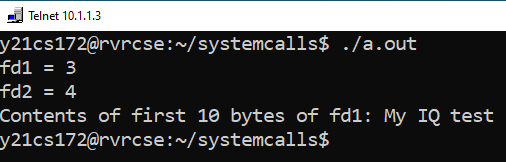 Telnet 10.1.1.3
y21cs172@rvrcse:~/systemcalls$ ./a.out
fd1 = 3
fd2 = 4
Contents of first 10 bytes of fd1: My IQ test
y21cs172@rvrcse:~/systemcalls$